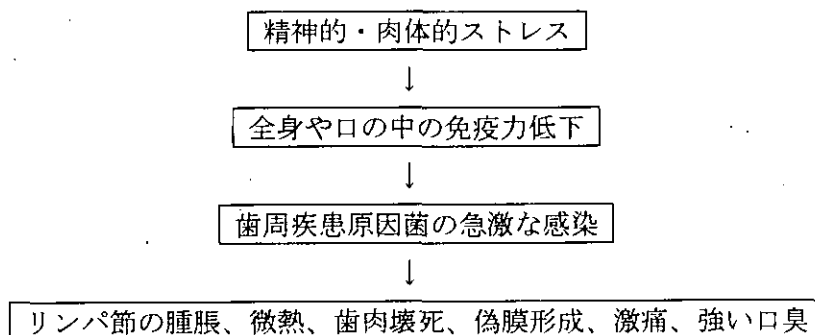 精神的・肉体的ストレス
↓
全身や口の中の免疫力低下
↓
歯周疾患原因菌の急激な感染
↓
リンパ節の腫脹、微熱、歯肉壊死、偽膜形成、激痛、強い口臭